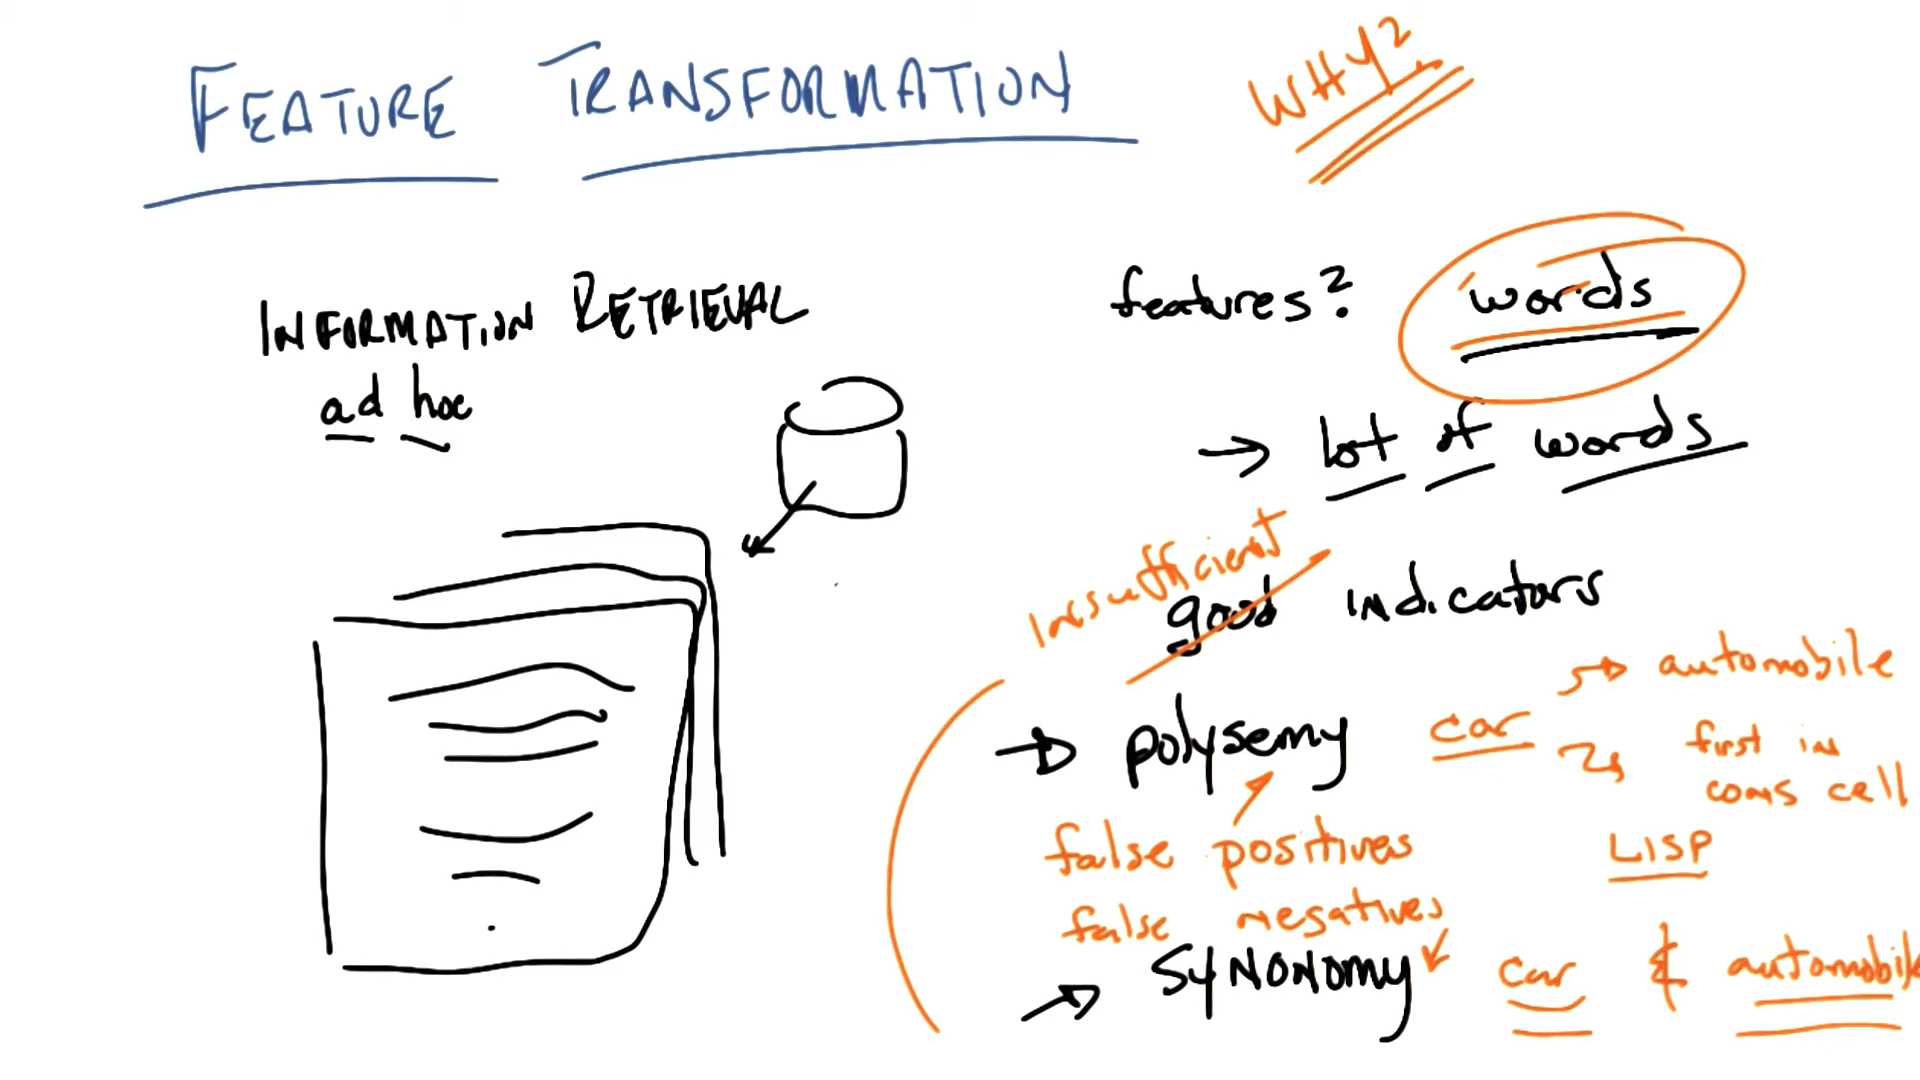 FEATURE TRANSFORMATION
WHY?
INFORMATION RETRIEVAL
ad hoc
features? words
→ lot of words
insufficient
good indicators
→ polysemy car → automobile
first in
cons cell
LISP
false positives
false negatives
→ SYNONOMY car & automobile